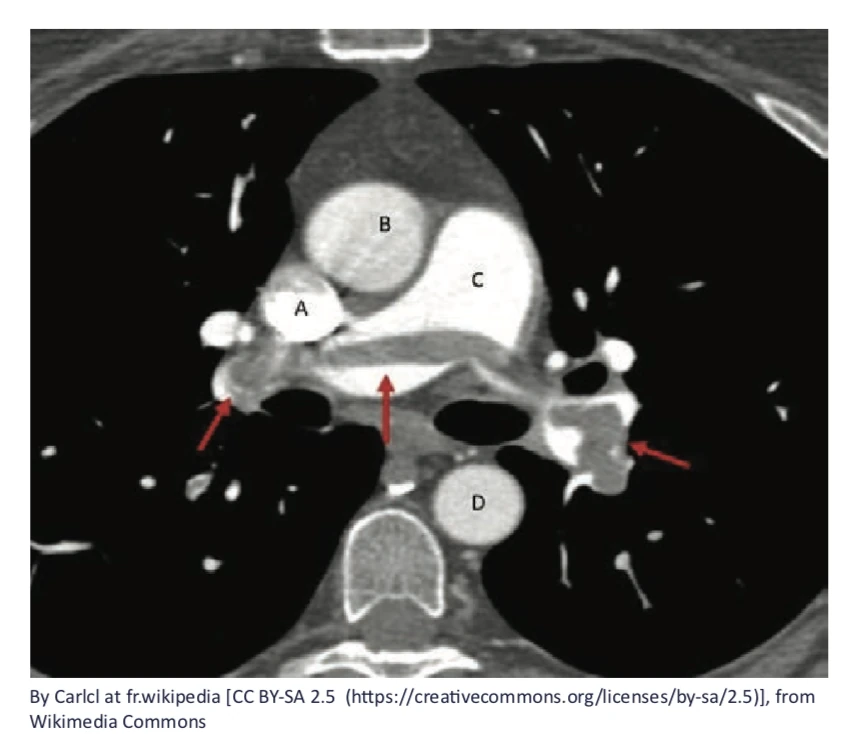 B
C
A
D
By Carlcl at fr.wikipedia [CC BY-SA 2.5  (https://creativecommons.org/licenses/by-sa/2.5)], from
Wikimedia Commons